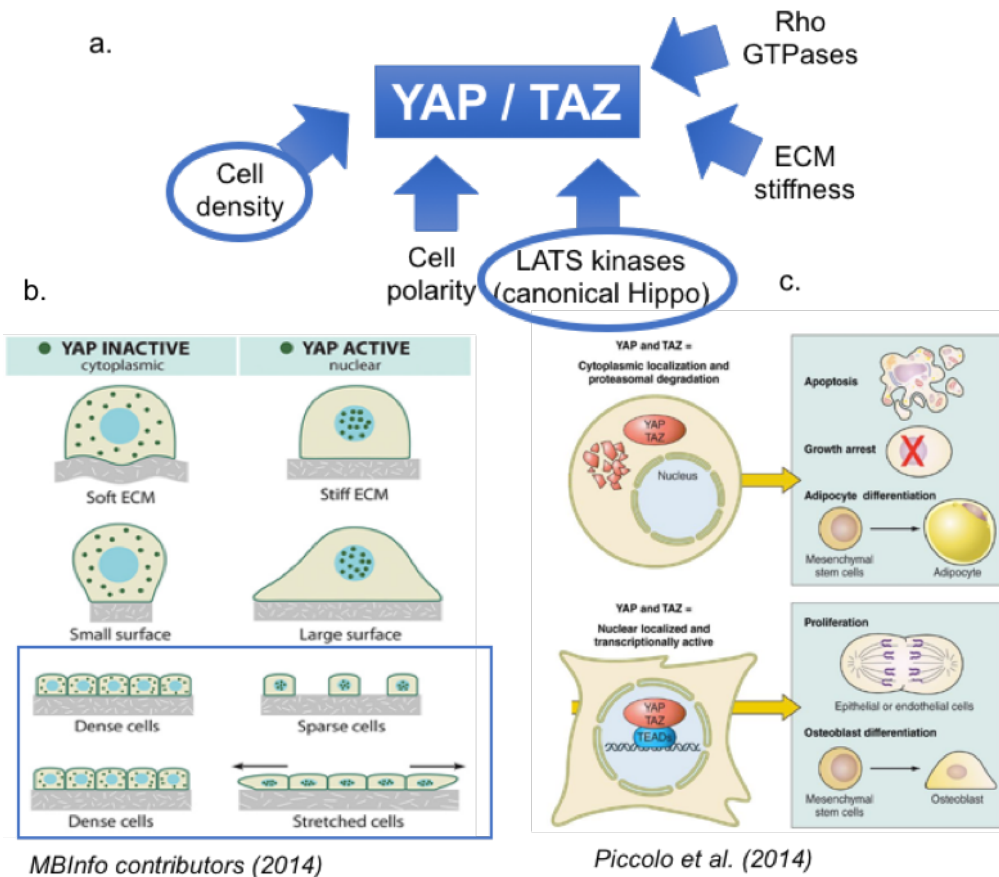 a.
YAP / TAZ
Rho
GTPases
Cell
density
ECM
stiffness
Cell
polarity
LATS kinases
(canonical Hippo)
b.
YAP INACTIVE
cytoplasmic
YAP ACTIVE
nuclear
Soft ECM
Stiff ECM
Small surface
Large surface
Dense cells
Sparse cells
Dense cells
Stretched cells
MBInfo contributors (2014)
c.
YAP and TAZ =
Cytoplasmic localization and
proteasomal degradation
YAP
TAZ
Nucleus
Apoptosis
Growth arrest
X
Adipocyte differentiation
Mesenchymal
stem cells
Adipocyte
YAP and TAZ =
Nuclear localized and
transcriptionally active
YAP
TAZ
TEADs
Proliferation
Epithelial or endothelial cells
Osteoblast differentiation
Mesenchymal
stem cells
Osteoblast
Piccolo et al. (2014)